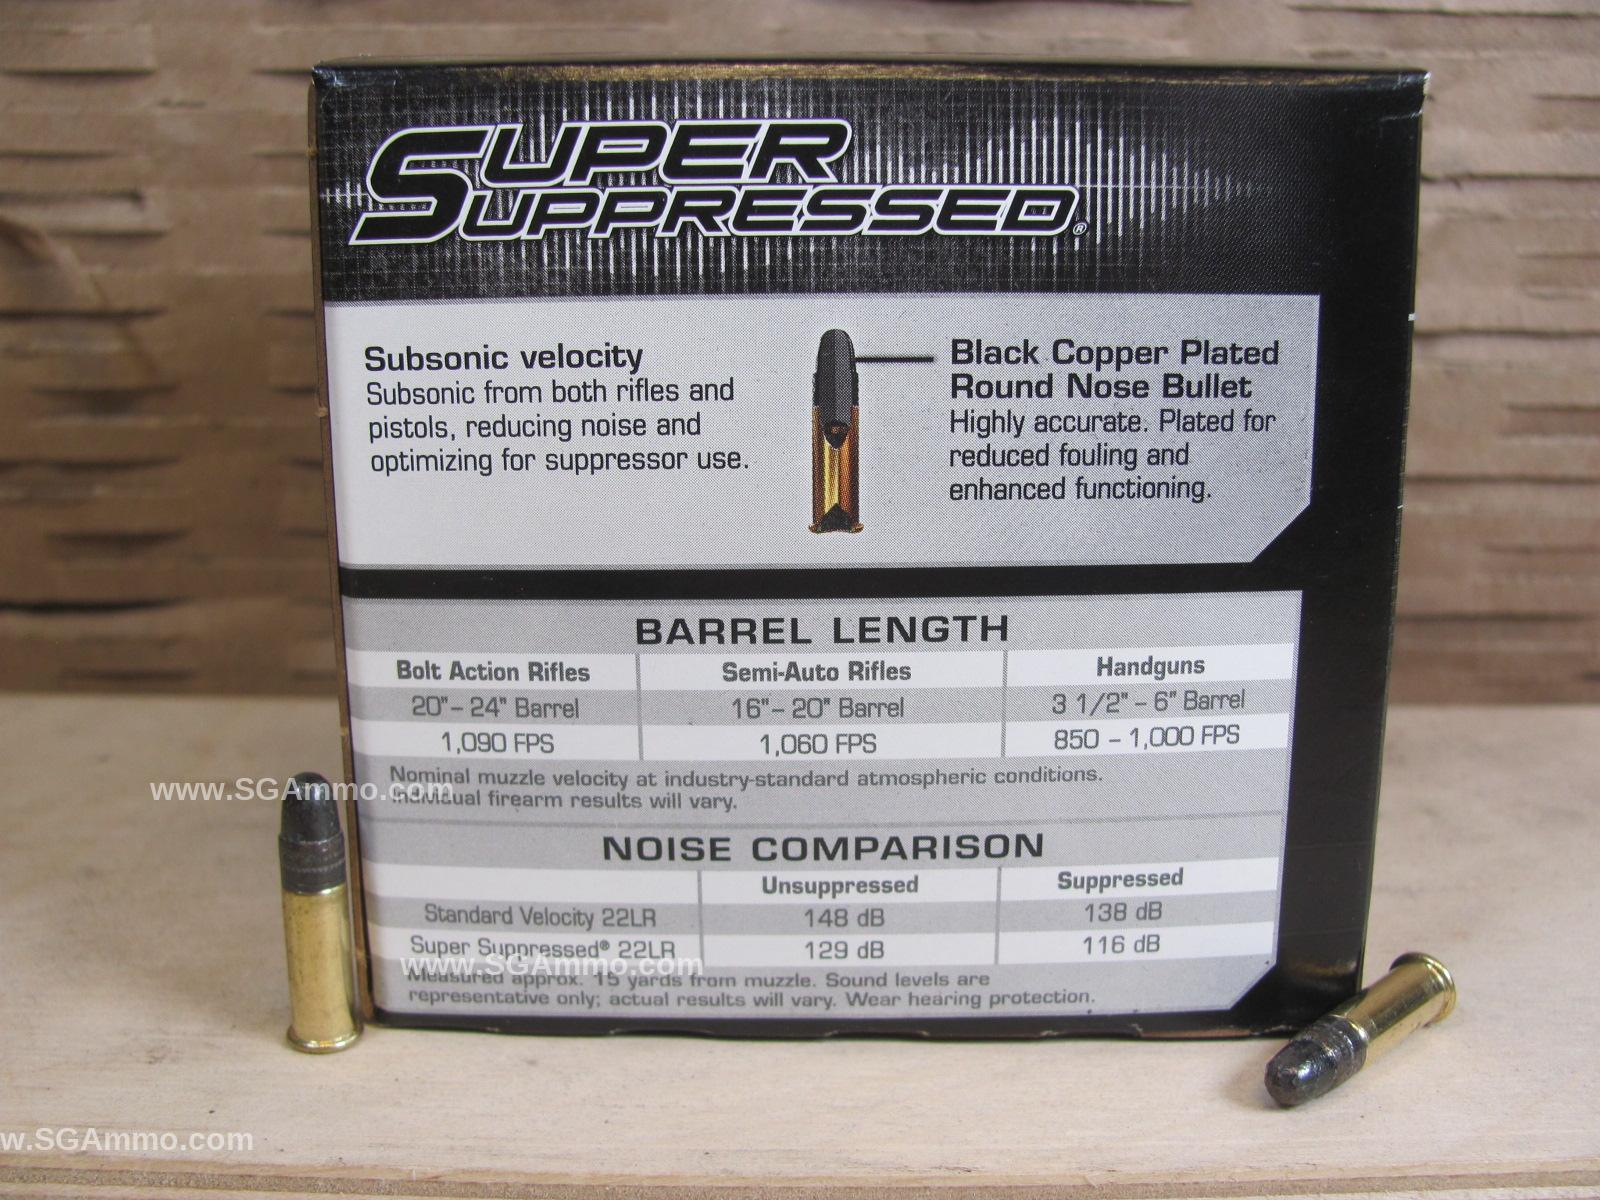 SUPER
SUPPRESSED®
Subsonic velocity
Subsonic from both rifles and
pistols, reducing noise and
optimizing for suppressor use.
Black Copper Plated
Round Nose Bullet
Highly accurate. Plated for
reduced fouling and
enhanced functioning.
BARREL LENGTH
Bolt Action Rifles Semi-Auto Rifles Handguns
20"– 24" Barrel 16"– 20" Barrel 3 1/2" – 6" Barrel
1,090 FPS 1,060 FPS 850 – 1,000 FPS
Nominal muzzle velocity at industry-standard atmospheric conditions.
www.SGAmmo.com
Individual firearm results will vary.
NOISE COMPARISON
Unsuppressed Suppressed
Standard Velocity 22LR 148 dB 138 dB
Super Suppressed® 22LR 129 dB 116 dB
www.SGAmmo.com
Measured approx. 15 yards from muzzle. Sound levels are
representative only; actual results will vary. Wear hearing protection.
w.SGAmmo.com